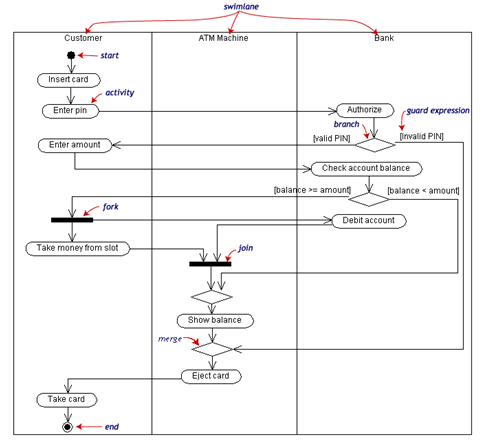 swimlane
Customer
ATM Machine
Bank
start
Insert card
activity
Enter pin
Authorize
guard expression
branch
[valid PIN]
[Invalid PIN]
Enter amount
Check account balance
[balance >= amount]
[balance < amount]
fork
Debit account
Take money from slot
join
Show balance
merge
Eject card
Take card
end